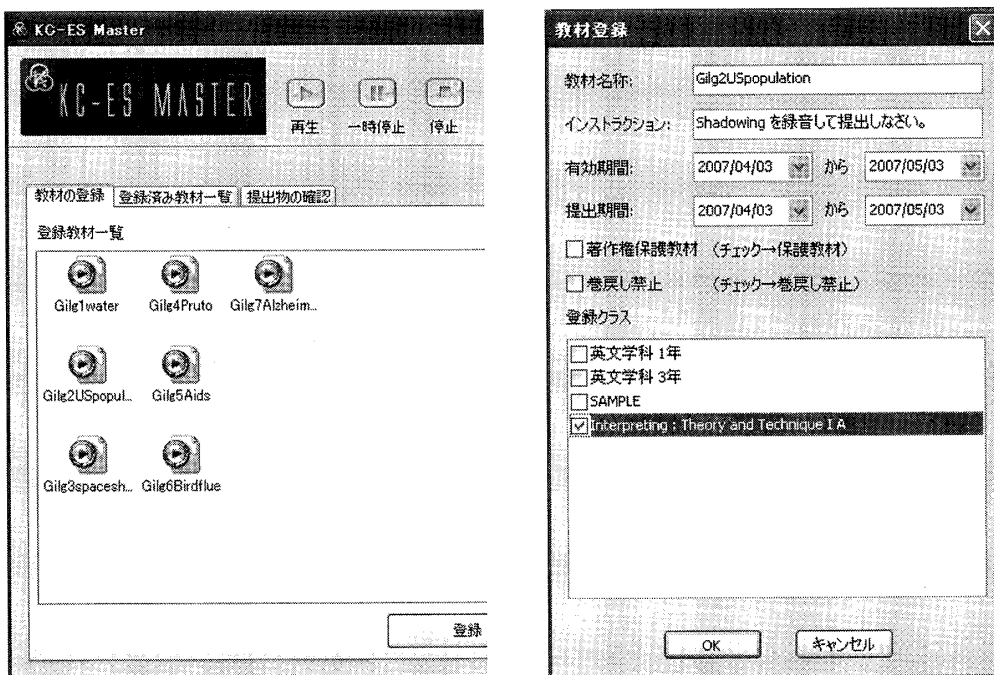 KC-ES Master
KC-ES MASTER
再生 一時停止 停止
教材の登録 登録済み教材一覧 提出物の確認
登録教材一覧
Gilg1water Gilg4Pruto Gilg7Alzheim...
Gilg2USpopul... Gilg5Aids
Gilg3spacesh... Gilg6Birdflue
登録
教材登録
教材名称: Gilg2USpopulation
インストラクション: Shadowing を録音して提出しなさい。
有効期間: 2007/04/03 から 2007/05/03
提出期間: 2007/04/03 から 2007/05/03
著作権保護教材 (チェック→保護教材)
巻戻し禁止 (チェック→巻戻し禁止)
登録クラス
英文学科 1年
英文学科 3年
SAMPLE
Interpreting : Theory and Technique I A
OK キャンセル